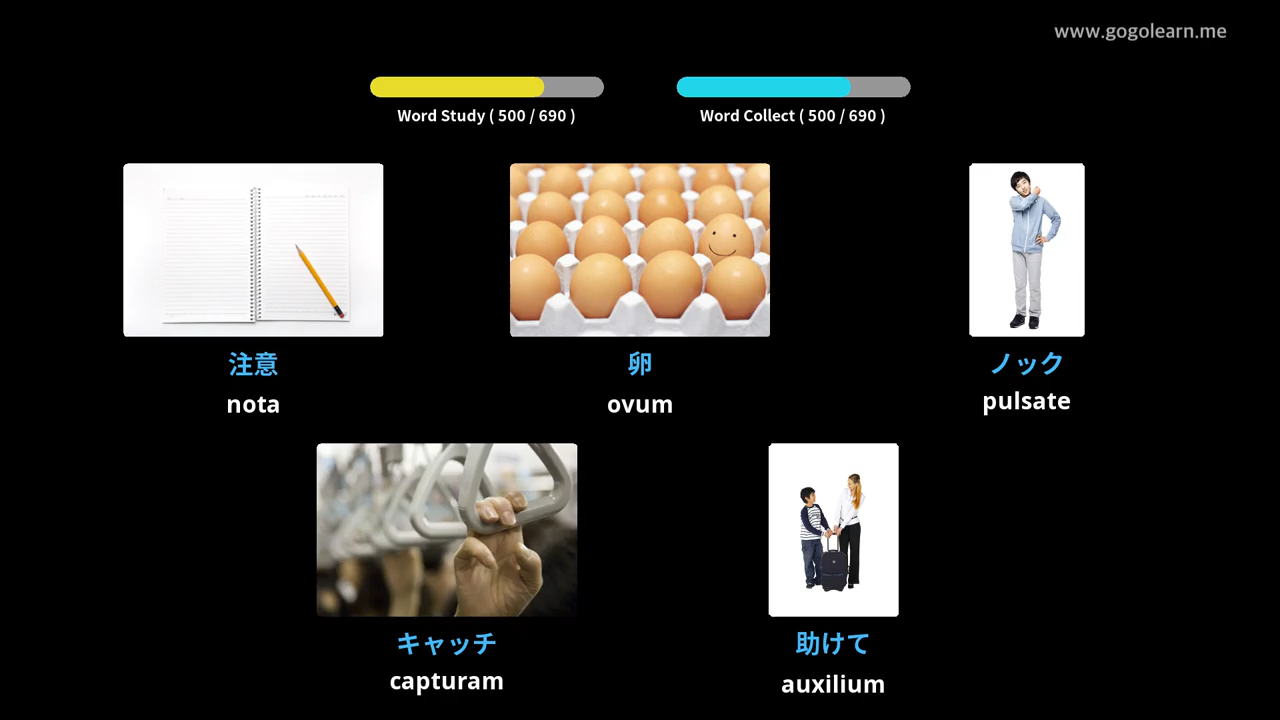 www.gogolearn.me
Word Study ( 500 / 690 )
Word Collect ( 500 / 690 )
注意
nota
卵
ovum
ノック
pulsate
キャッチ
capturam
助けて
auxilium